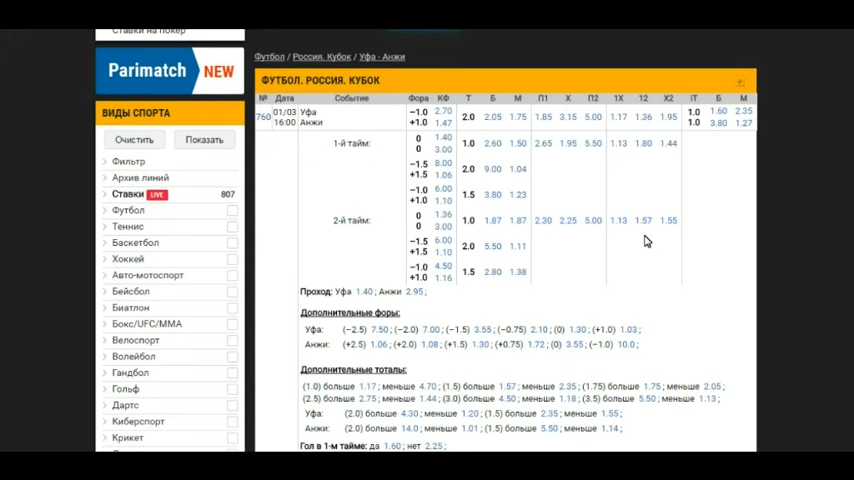 Ставки на покер
Parimatch NEW
ВИДЫ СПОРТА
Очистить Показать
Фильтр
Архив линий
Ставки LIVE 807
Футбол
Теннис
Баскетбол
Хоккей
Авто-мотоспорт
Бейсбол
Биатлон
Бокс/UFC/MMA
Велоспорт
Волейбол
Гандбол
Гольф
Дартс
Киберспорт
Крикет
Футбол / Россия. Кубок / Уфа - Анжи
ФУТБОЛ. РОССИЯ. КУБОК
№ Дата Событие Фора КФ Т Б М П1 Х П2 1Х 12 Х2 iТ Б М
760 01/03 16:00 Уфа Анжи –1.0 +1.0 2.70 1.47 2.0 2.05 1.75 1.85 3.15 5.00 1.17 1.36 1.95 1.0 1.0 1.60 3.80 2.35 1.27
1-й тайм: 0 0 1.40 3.00 1.0 2.60 1.50 2.65 1.95 5.50 1.13 1.80 1.44
–1.5 +1.5 8.00 1.06 2.0 9.00 1.04
–1.0 +1.0 6.00 1.10 1.5 3.80 1.23
2-й тайм: 0 0 1.36 3.00 1.0 1.87 1.87 2.30 2.25 5.00 1.13 1.57 1.55
–1.5 +1.5 6.00 1.10 2.0 5.50 1.11
–1.0 +1.0 4.50 1.16 1.5 2.80 1.38
Проход: Уфа 1.40 ; Анжи 2.95 ;
Дополнительные форы:
Уфа: (–2.5) 7.50 ; (–2.0) 7.00 ; (–1.5) 3.55 ; (–0.75) 2.10 ; (0) 1.30 ; (+1.0) 1.03 ;
Анжи: (+2.5) 1.06 ; (+2.0) 1.08 ; (+1.5) 1.30 ; (+0.75) 1.72 ; (0) 3.55 ; (–1.0) 10.0 ;
Дополнительные тоталы:
(1.0) больше 1.17 ; меньше 4.70 ; (1.5) больше 1.57 ; меньше 2.35 ; (1.75) больше 1.75 ; меньше 2.05 ;
(2.5) больше 2.75 ; меньше 1.44 ; (3.0) больше 4.50 ; меньше 1.18 ; (3.5) больше 5.50 ; меньше 1.13 ;
Уфа: (2.0) больше 4.30 ; меньше 1.20 ; (1.5) больше 2.35 ; меньше 1.55 ;
Анжи: (2.0) больше 14.0 ; меньше 1.01 ; (1.5) больше 5.50 ; меньше 1.14 ;
Гол в 1-м тайме: да 1.60 ; нет 2.25 ;